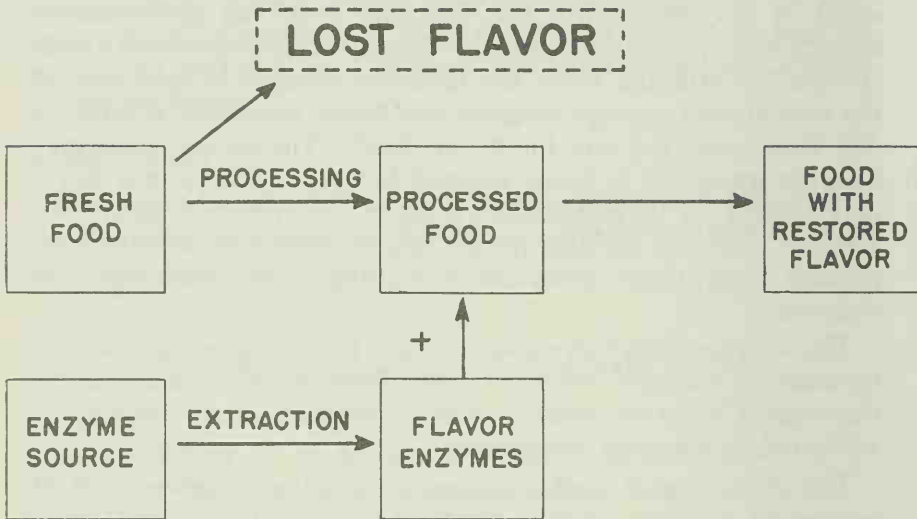 LOST FLAVOR
FRESH
FOOD
PROCESSING
PROCESSED
FOOD
FOOD
WITH
RESTORED
FLAVOR
+
ENZYME
SOURCE
EXTRACTION
FLAVOR
ENZYMES